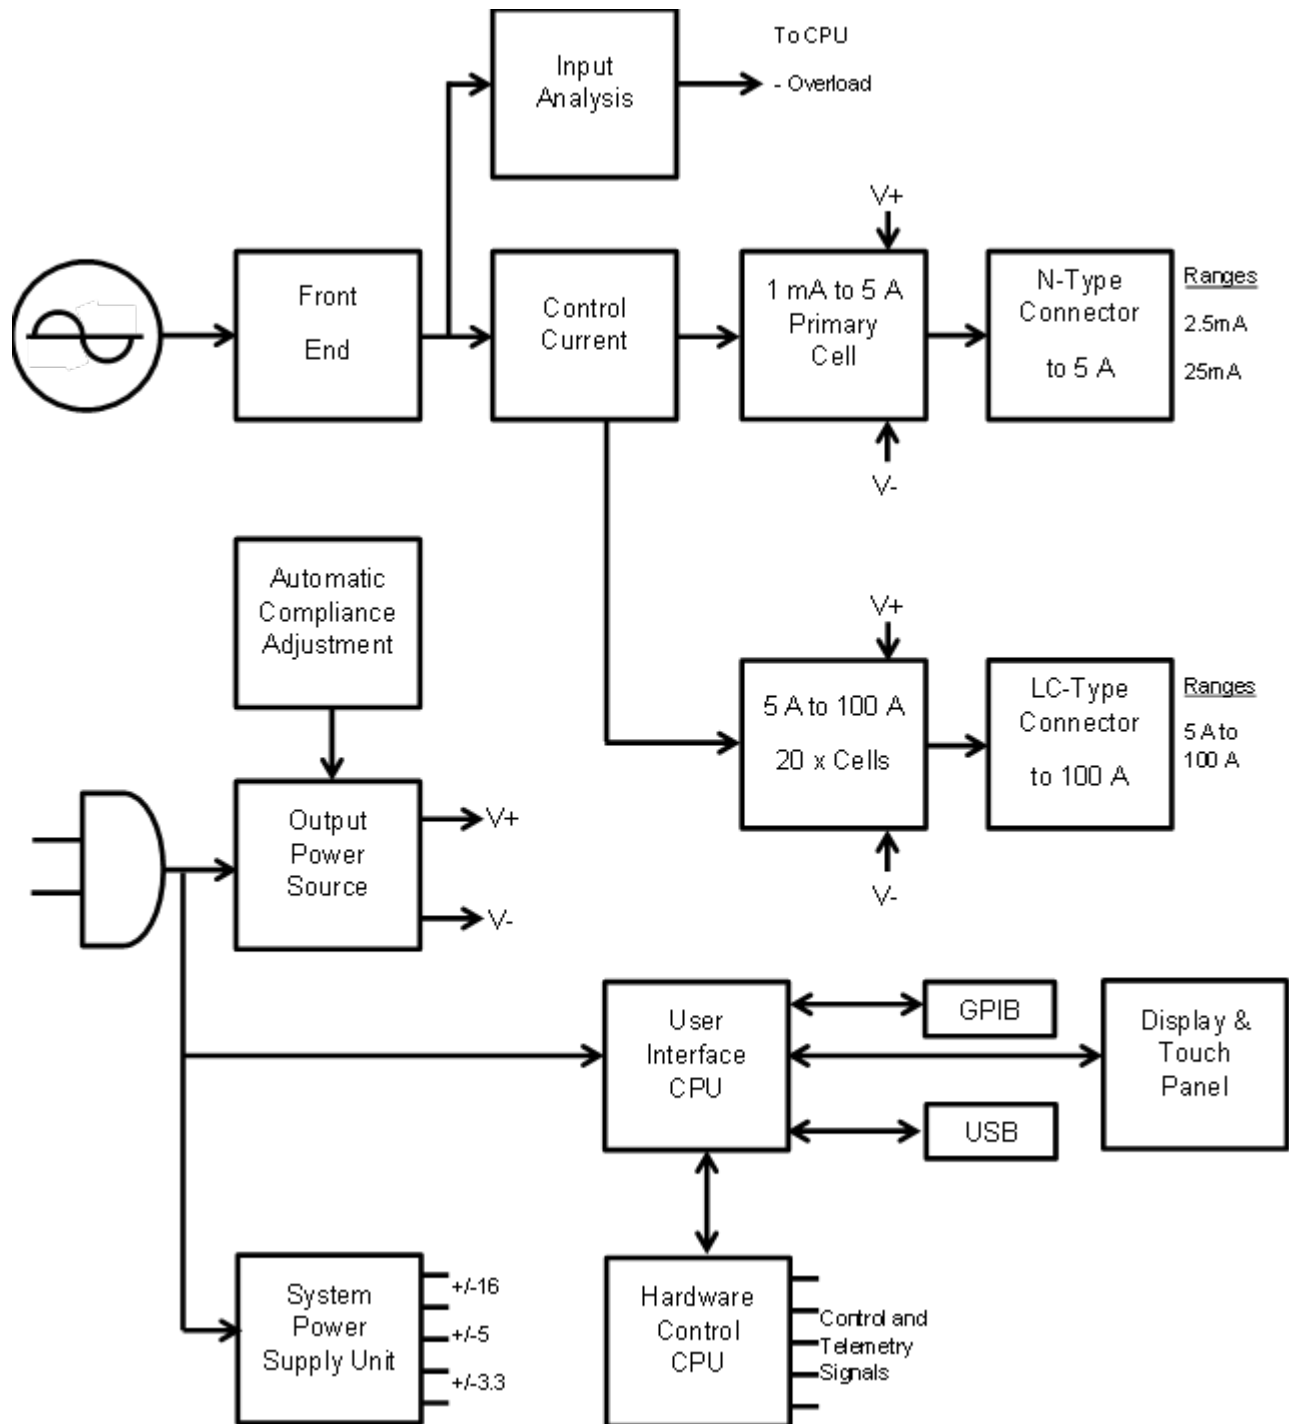 Input
Analysis
To CPU
- Overload
Front
End
Control
Current
V+
1 mA to 5 A
Primary
Cell
V-
N-Type
Connector
to 5 A
Ranges
2.5mA
25mA
Automatic
Compliance
Adjustment
V+
5 A to 100 A
20 x Cells
V-
LC-Type
Connector
to 100 A
Ranges
5 A to
100 A
Output
Power
Source
V+
V-
User
Interface
CPU
GPIB
USB
Display &
Touch
Panel
System
Power
Supply Unit
+/-16
+/-5
+/-3.3
Hardware
Control
CPU
Control and
Telemetry
Signals